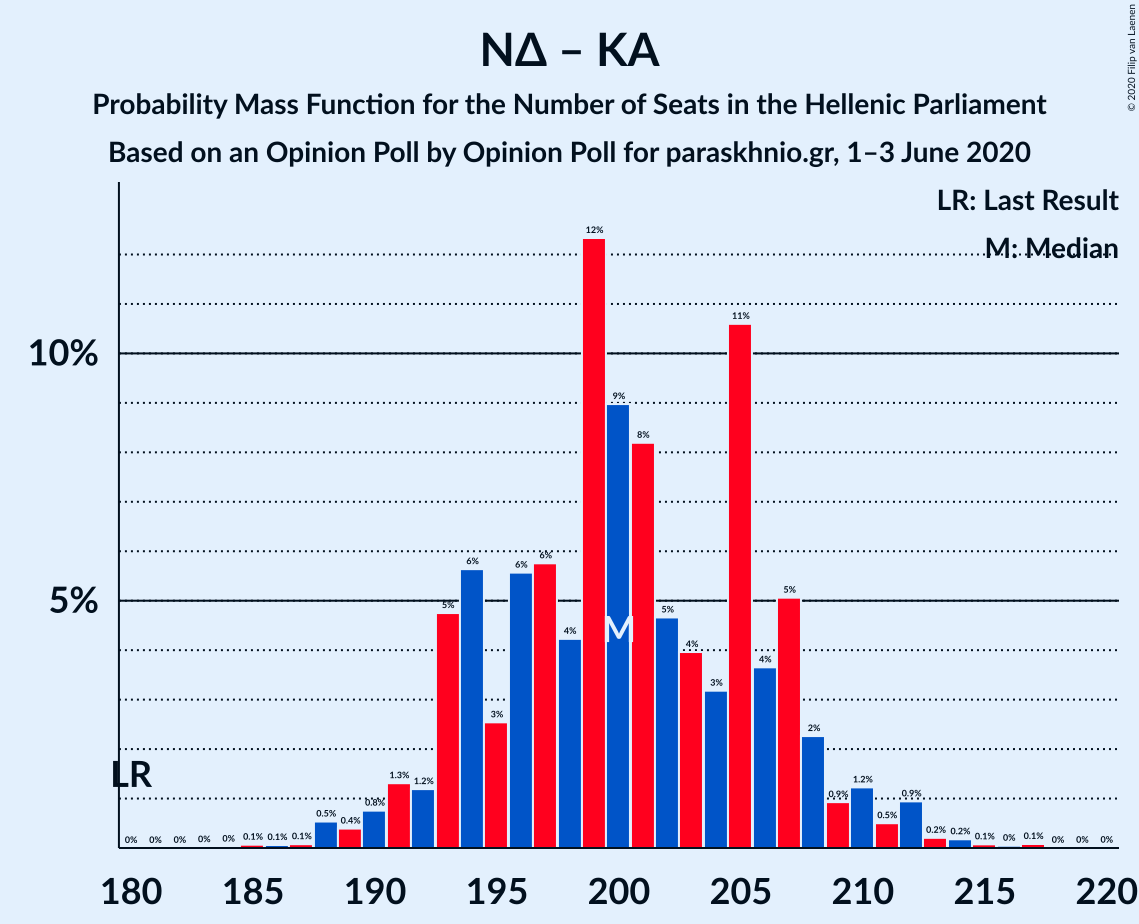 ΝΔ – ΚΑ
Probability Mass Function for the Number of Seats in the Hellenic Parliament
Based on an Opinion Poll by Opinion Poll for paraskhnio.gr, 1–3 June 2020
© 2020 Filip van Laenen
LR: Last Result
M: Median
10%
5%
LR
M
0% 0% 0% 0% 0% 0.1% 0.1% 0.1% 0.5% 0.4% 0.8% 1.3% 1.2% 5% 6% 3% 6% 6% 4% 12% 9% 8% 5% 4% 3% 11% 4% 5% 2% 0.9% 1.2% 0.5% 0.9% 0.2% 0.2% 0.1% 0% 0.1% 0% 0% 0%
180 185 190 195 200 205 210 215 220